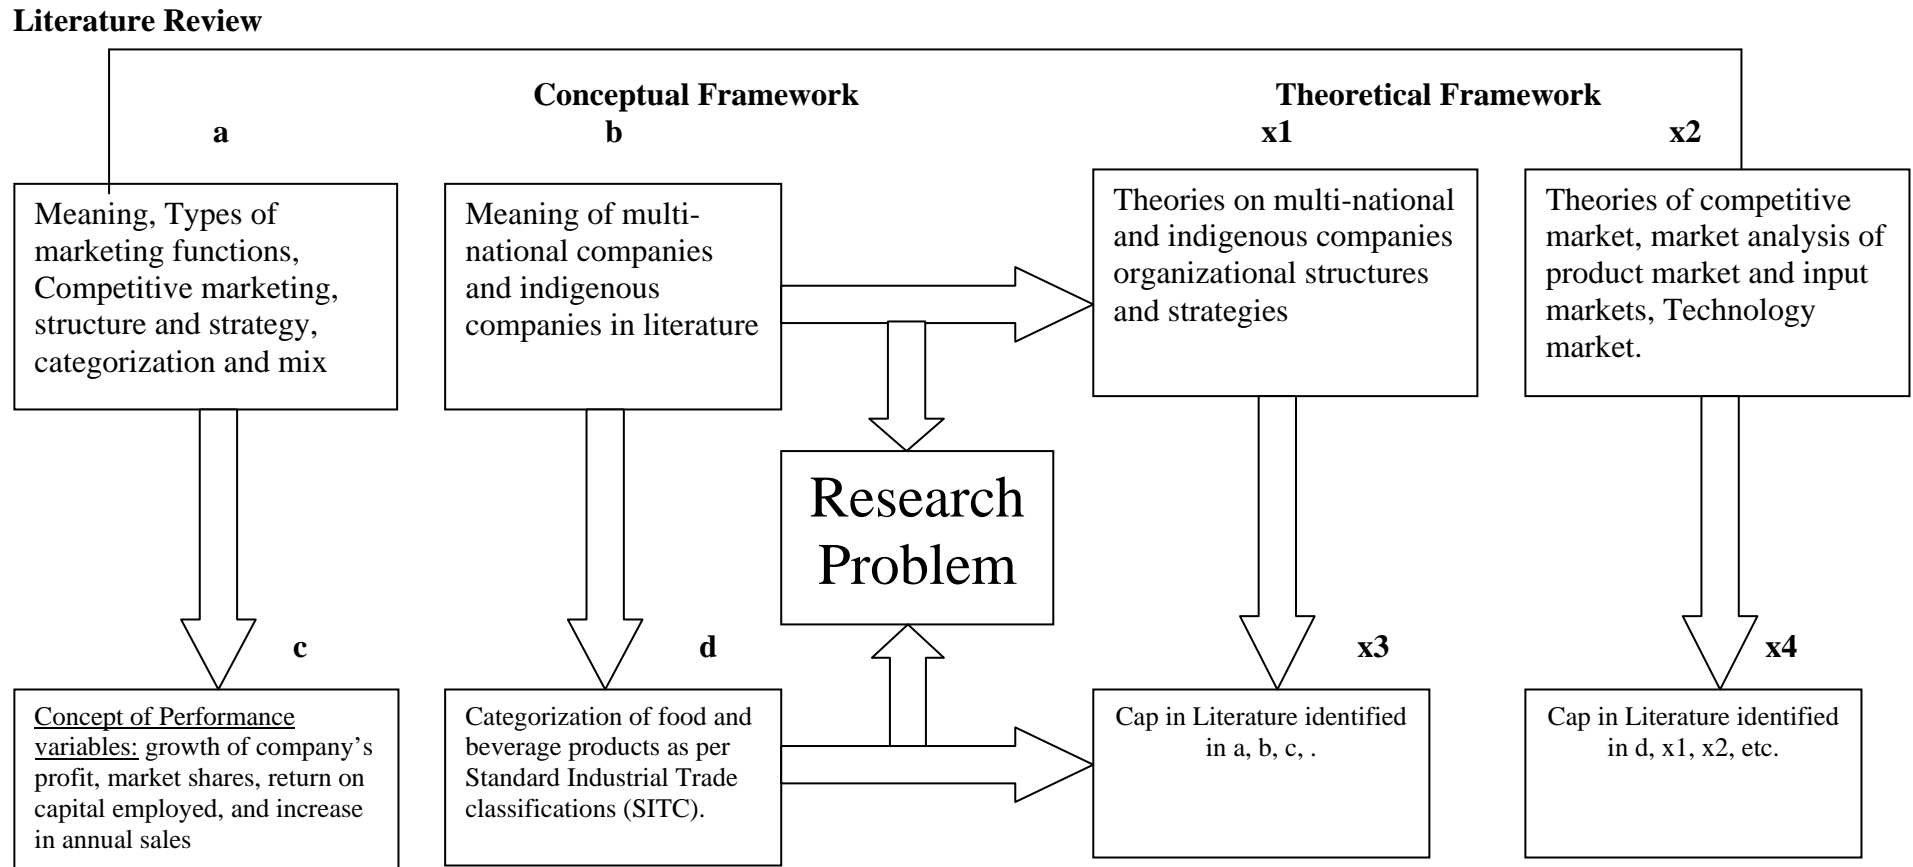 Literature Review
Conceptual Framework
Theoretical Framework
a
b
x1
x2
Meaning, Types of
marketing functions,
Competitive marketing,
structure and strategy,
categorization and mix
Meaning of multi-
national companies
and indigenous
companies in literature
Theories on multi-national
and indigenous companies
organizational structures
and strategies
Theories of competitive
market, market analysis of
product market and input
markets, Technology
market.
Research
Problem
c
d
x3
x4
Concept of Performance
variables: growth of company’s
profit, market shares, return on
capital employed, and increase
in annual sales
Categorization of food and
beverage products as per
Standard Industrial Trade
classifications (SITC).
Cap in Literature identified
in a, b, c, .
Cap in Literature identified
in d, x1, x2, etc.